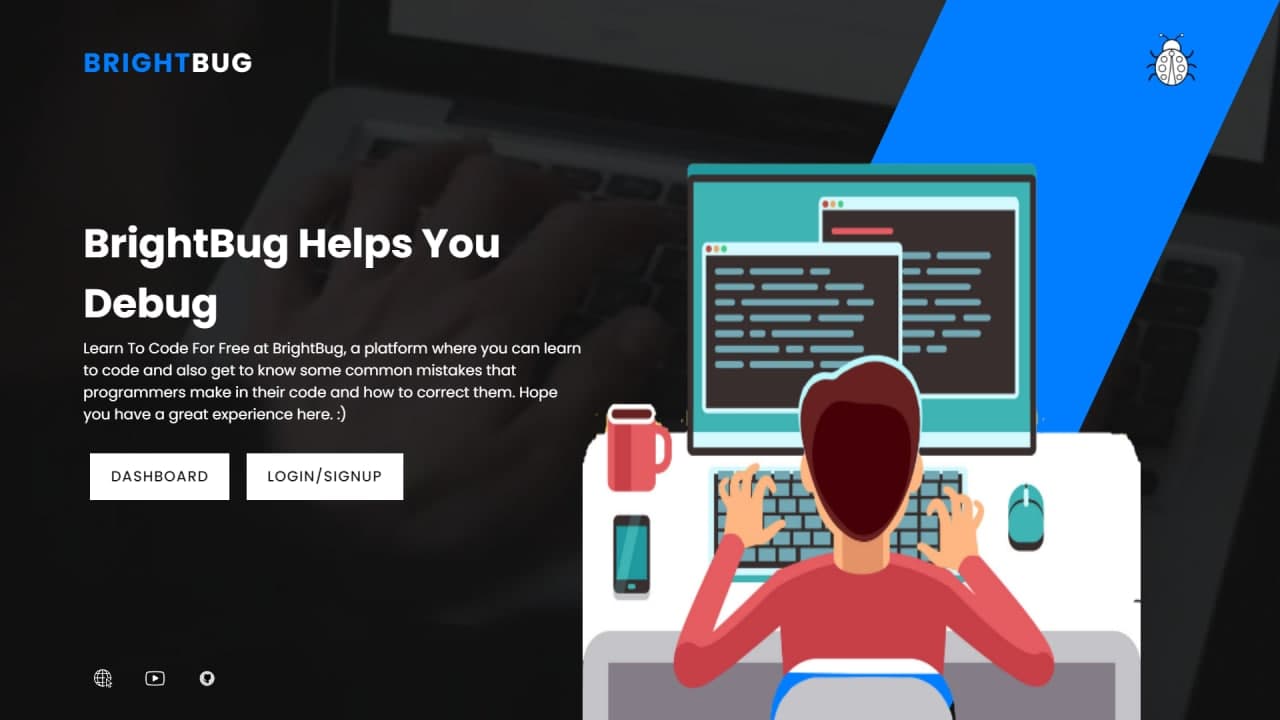 BRIGHTBUG
BrightBug Helps You
Debug
Learn To Code For Free at BrightBug, a platform where you can learn
to code and also get to know some common mistakes that
programmers make in their code and how to correct them. Hope
you have a great experience here. :)
DASHBOARD
LOGIN/SIGNUP